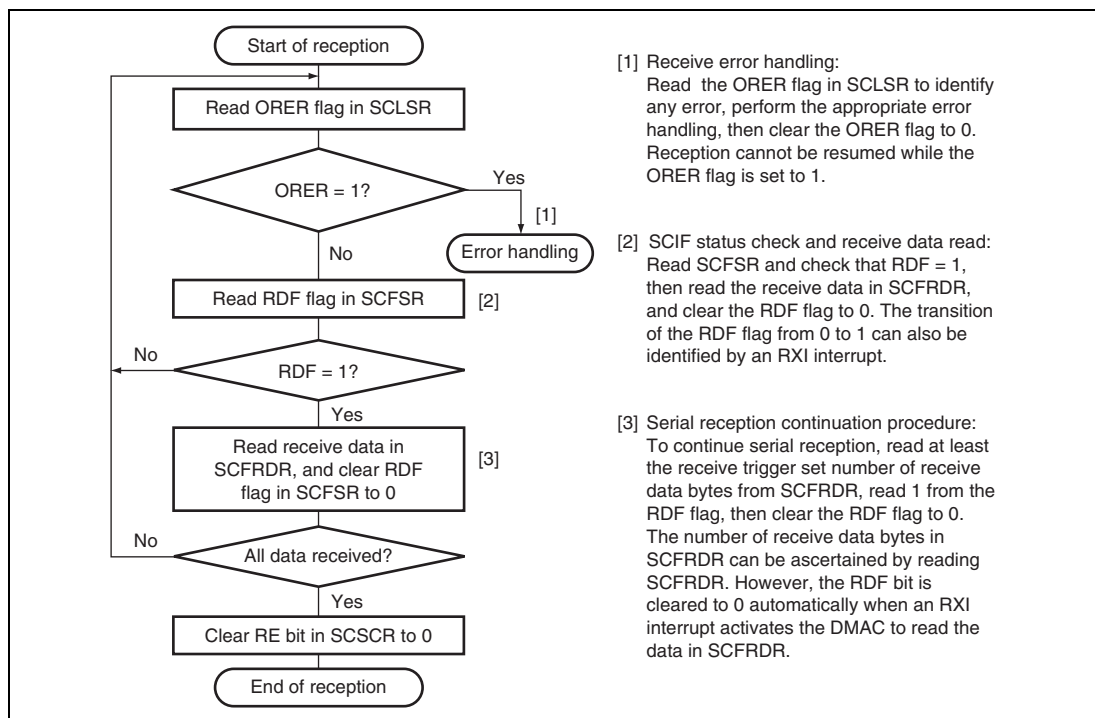 Start of reception
Read ORER flag in SCLSR
ORER = 1?
Yes
[1]
Error handling
No
Read RDF flag in SCFSR
[2]
No
RDF = 1?
Yes
Read receive data in
SCFRDR, and clear RDF
flag in SCFSR to 0
[3]
No
All data received?
Yes
Clear RE bit in SCSCR to 0
End of reception
[1] Receive error handling:
Read the ORER flag in SCLSR to identify
any error, perform the appropriate error
handling, then clear the ORER flag to 0.
Reception cannot be resumed while the
ORER flag is set to 1.
[2] SCIF status check and receive data read:
Read SCFSR and check that RDF = 1,
then read the receive data in SCFRDR,
and clear the RDF flag to 0. The transition
of the RDF flag from 0 to 1 can also be
identified by an RXI interrupt.
[3] Serial reception continuation procedure:
To continue serial reception, read at least
the receive trigger set number of receive
data bytes from SCFRDR, read 1 from the
RDF flag, then clear the RDF flag to 0.
The number of receive data bytes in
SCFRDR can be ascertained by reading
SCFRDR. However, the RDF bit is
cleared to 0 automatically when an RXI
interrupt activates the DMAC to read the
data in SCFRDR.